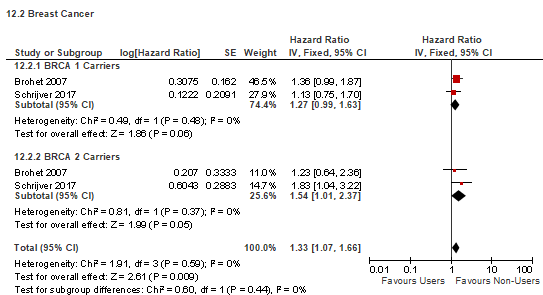 12.2 Breast Cancer
Hazard Ratio Hazard Ratio
Study or Subgroup log[Hazard Ratio] SE Weight IV, Fixed, 95% CI IV, Fixed, 95% CI
12.2.1 BRCA 1 Carriers
Brohet 2007 0.3075 0.162 46.5% 1.36 [0.99, 1.87]
Schrijver 2017 0.1222 0.2091 27.9% 1.13 [0.75, 1.70]
Subtotal (95% CI) 74.4% 1.27 [0.99, 1.63]
Heterogeneity: Chi² = 0.49, df = 1 (P = 0.48); I² = 0%
Test for overall effect: Z = 1.86 (P = 0.06)
12.2.2 BRCA 2 Carriers
Brohet 2007 0.207 0.3333 11.0% 1.23 [0.64, 2.36]
Schrijver 2017 0.6043 0.2883 14.7% 1.83 [1.04, 3.22]
Subtotal (95% CI) 25.6% 1.54 [1.01, 2.37]
Heterogeneity: Chi² = 0.81, df = 1 (P = 0.37); I² = 0%
Test for overall effect: Z = 1.99 (P = 0.05)
Total (95% CI) 100.0% 1.33 [1.07, 1.66]
Heterogeneity: Chi² = 1.91, df = 3 (P = 0.59); I² = 0%
Test for overall effect: Z = 2.61 (P = 0.009)
Test for subgroup differences: Chi² = 0.60, df = 1 (P = 0.44), I² = 0%
0.01 0.1 1 10 100
Favours Users Favours Non-Users